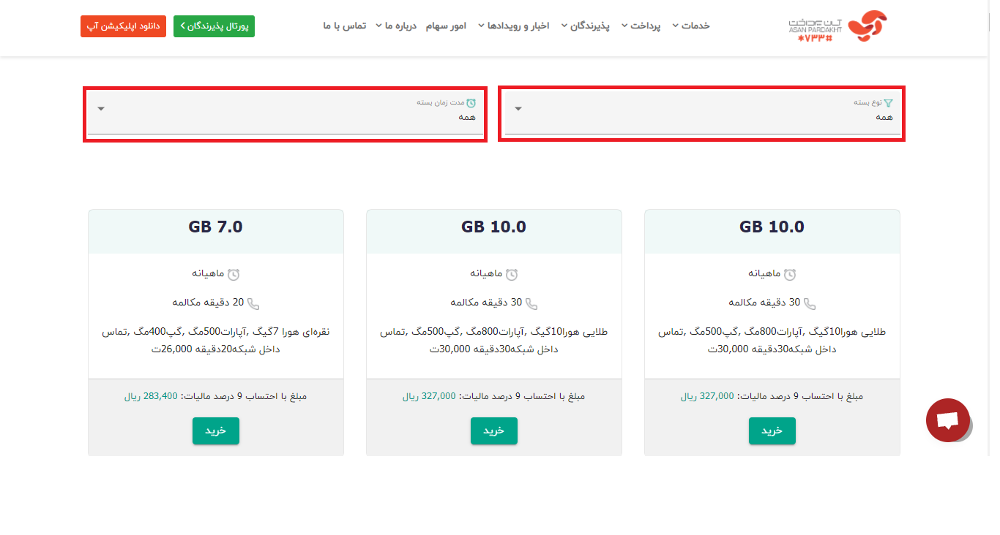 آسان پرداخت
ASAN PARDAKHT
*733#
خدمات
پرداخت
پذیرندگان
اخبار و رویدادها
امور سهام
درباره ما
تماس با ما
پورتال پذیرندگان
دانلود اپلیکیشن آپ
نوع بسته
همه
مدت زمان بسته
همه
10.0 GB
ماهیانه
30 دقیقه مکالمه
طلایی هورا10گیگ ,آپارات800مگ ,گپ500مگ ,تماس
داخل شبکه30دقیقه 30,000ت
مبلغ با احتساب 9 درصد مالیات: 327,000 ریال
خرید
10.0 GB
ماهیانه
30 دقیقه مکالمه
طلایی هورا10گیگ ,آپارات800مگ ,گپ500مگ ,تماس
داخل شبکه30دقیقه 30,000ت
مبلغ با احتساب 9 درصد مالیات: 327,000 ریال
خرید
7.0 GB
ماهیانه
20 دقیقه مکالمه
نقره‌ای هورا 7گیگ ,آپارات500مگ ,گپ400مگ ,تماس
داخل شبکه20دقیقه 26,000ت
مبلغ با احتساب 9 درصد مالیات: 283,400 ریال
خرید